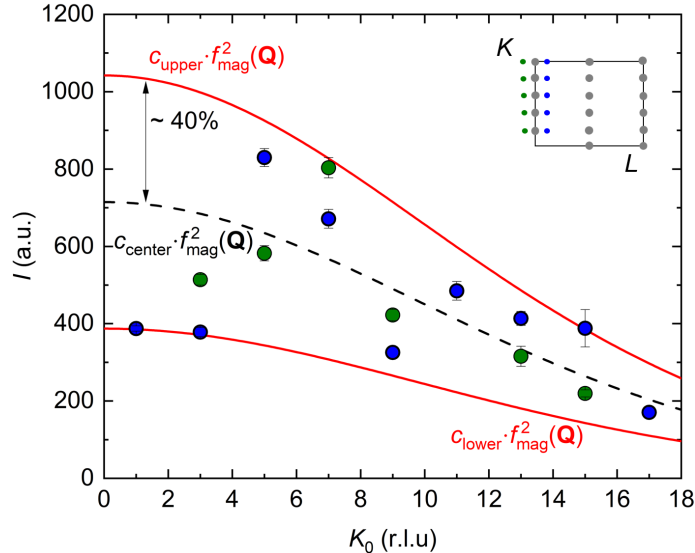 1200
1000
800
600
400
200
0
I (a.u.)
c_upper·f²_mag(Q)
~ 40%
c_center·f²_mag(Q)
c_lower·f²_mag(Q)
K
L
0 2 4 6 8 10 12 14 16 18
K₀ (r.l.u)